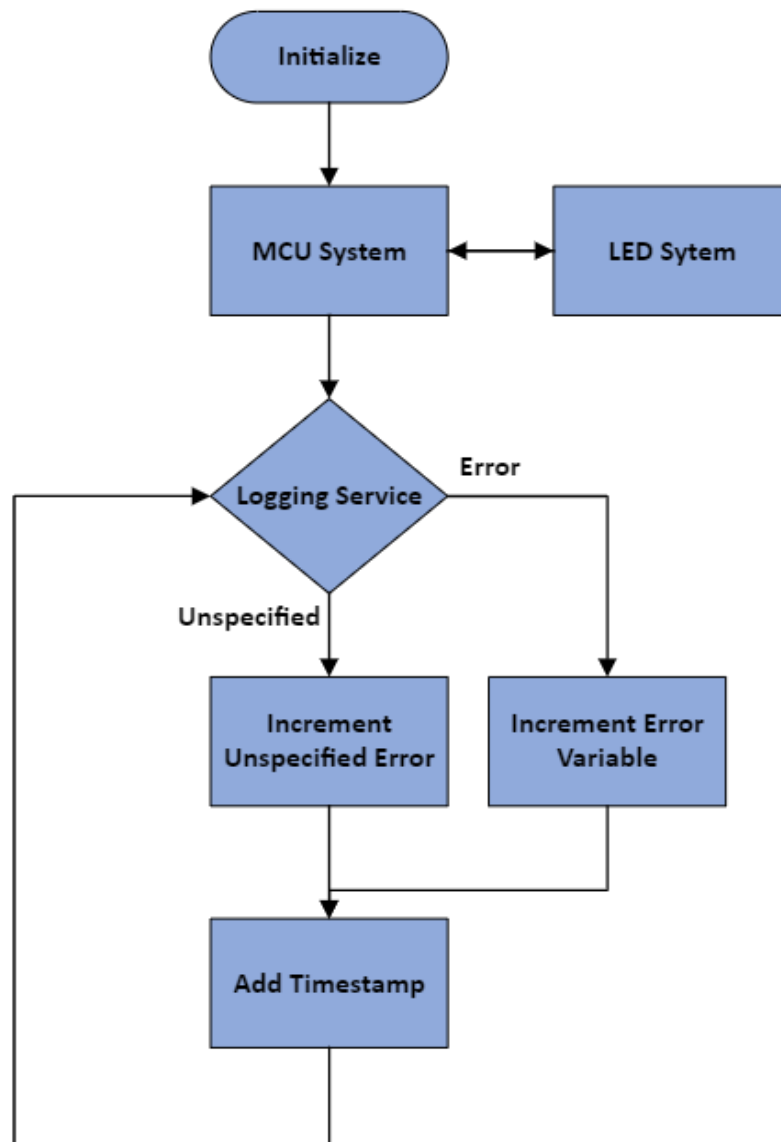 Initialize
MCU System
LED Sytem
Logging Service
Error
Unspecified
Increment
Unspecified Error
Increment Error
Variable
Add Timestamp